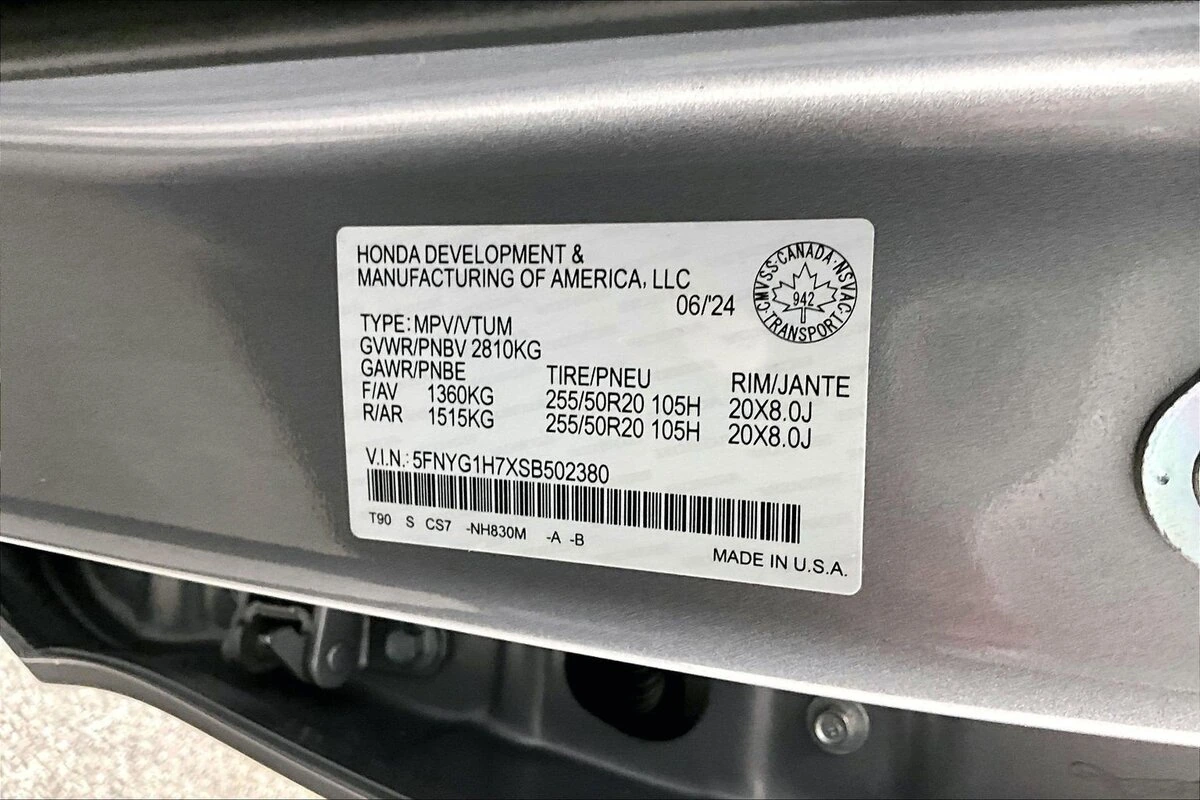 HONDA DEVELOPMENT &
MANUFACTURING OF AMERICA, LLC
06/'24
CMVSS·CANADA·NSVAC·TRANSPORT·
942
TYPE: MPV/VTUM
GVWR/PNBV 2810KG
GAWR/PNBE TIRE/PNEU RIM/JANTE
F/AV 1360KG 255/50R20 105H 20X8.0J
R/AR 1515KG 255/50R20 105H 20X8.0J
V.I.N.: 5FNYG1H7XSB502380
T90 S CS7 -NH830M -A -B
MADE IN U.S.A.